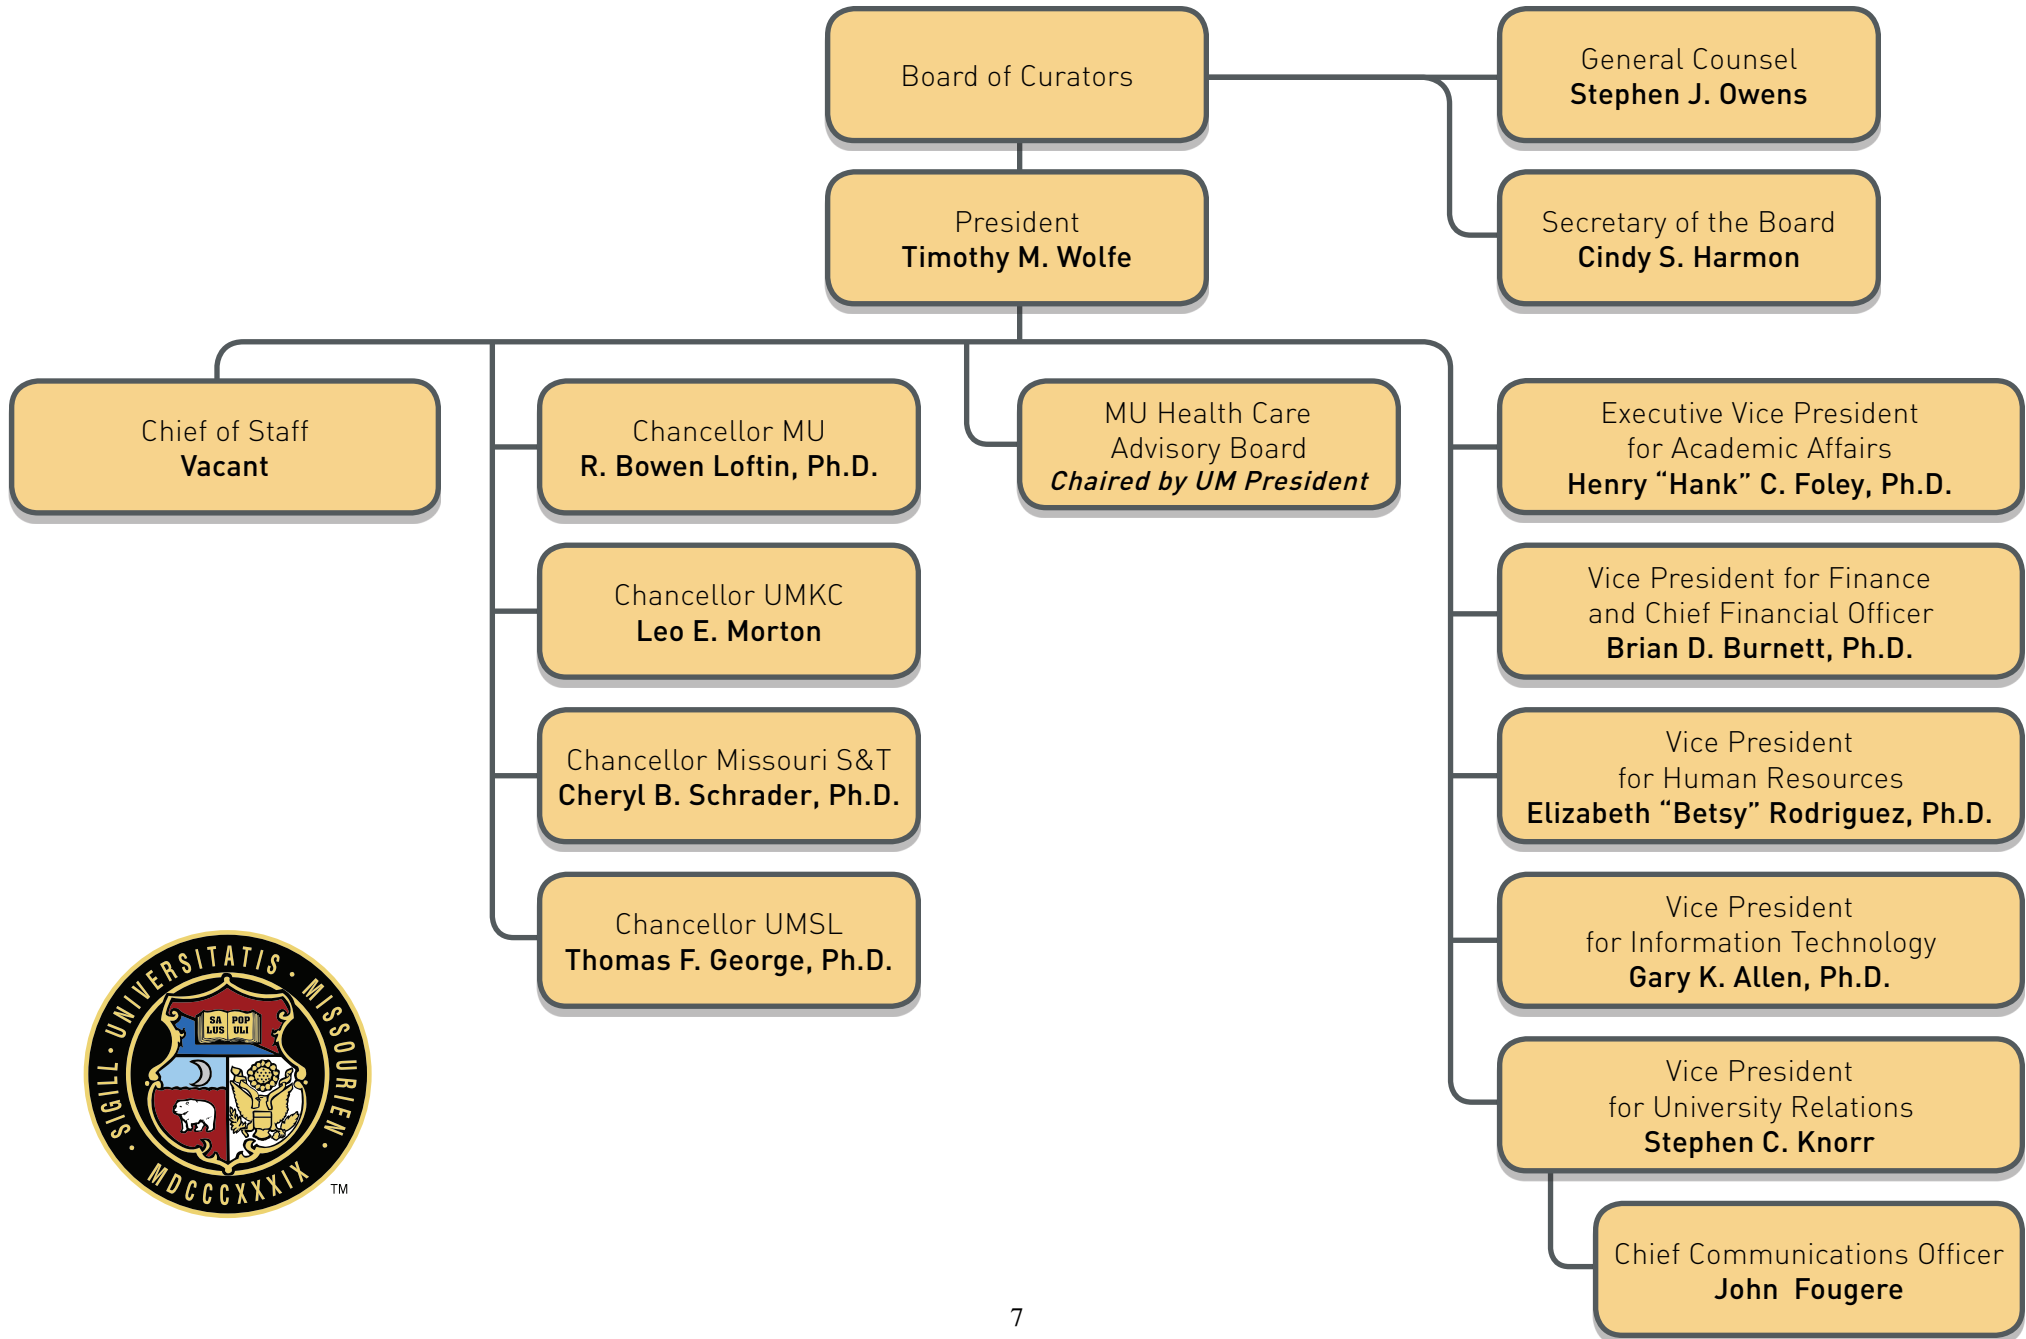 Board of Curators
General Counsel
Stephen J. Owens
President
Timothy M. Wolfe
Secretary of the Board
Cindy S. Harmon
Chief of Staff
Vacant
Chancellor MU
R. Bowen Loftin, Ph.D.
Chancellor UMKC
Leo E. Morton
Chancellor Missouri S&T
Cheryl B. Schrader, Ph.D.
Chancellor UMSL
Thomas F. George, Ph.D.
MU Health Care
Advisory Board
Chaired by UM President
Executive Vice President
for Academic Affairs
Henry “Hank” C. Foley, Ph.D.
Vice President for Finance
and Chief Financial Officer
Brian D. Burnett, Ph.D.
Vice President
for Human Resources
Elizabeth “Betsy” Rodriguez, Ph.D.
Vice President
for Information Technology
Gary K. Allen, Ph.D.
Vice President
for University Relations
Stephen C. Knorr
Chief Communications Officer
John  Fougere
SIGILL · UNIVERSITATIS · MISSOURIEN ·
MDCCCXXXIX
SA POP
LUS ULI
TM
7